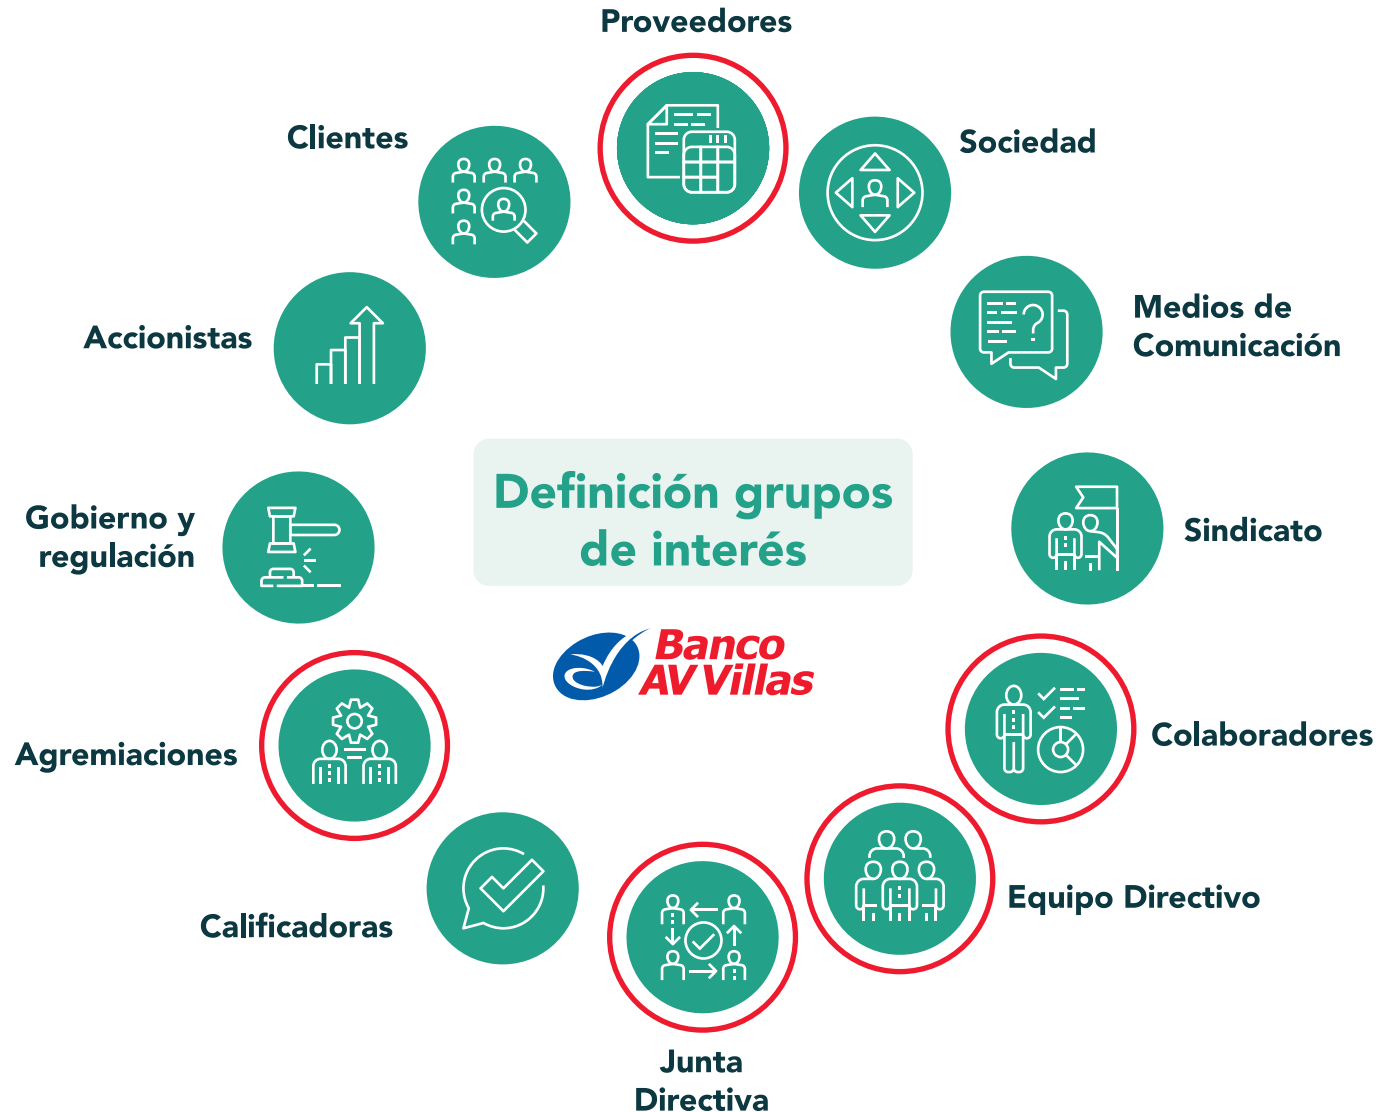 Proveedores
Clientes
Sociedad
Medios de
Comunicación
Accionistas
Definición grupos
de interés
Gobierno y
regulación
Sindicato
Banco
AV Villas
Agremiaciones
Colaboradores
Equipo Directivo
Calificadoras
Junta
Directiva